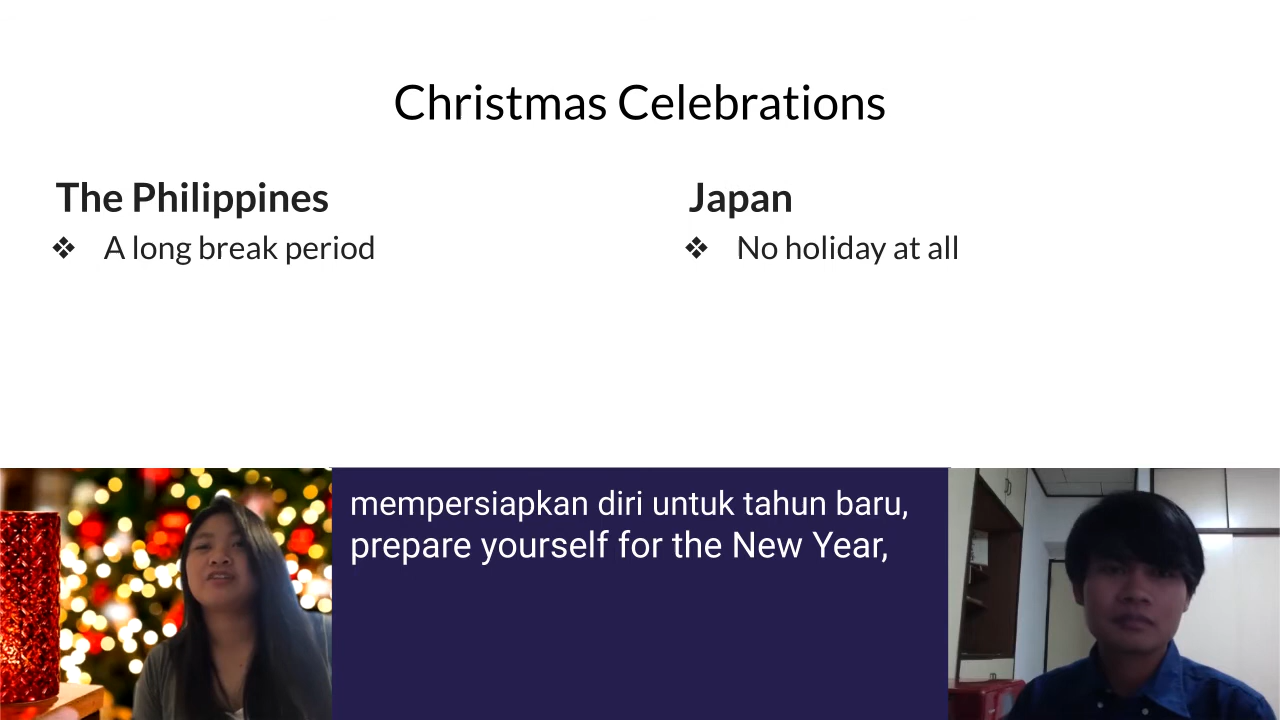 Christmas Celebrations
The Philippines
❖ A long break period
Japan
❖ No holiday at all
mempersiapkan diri untuk tahun baru,
prepare yourself for the New Year,